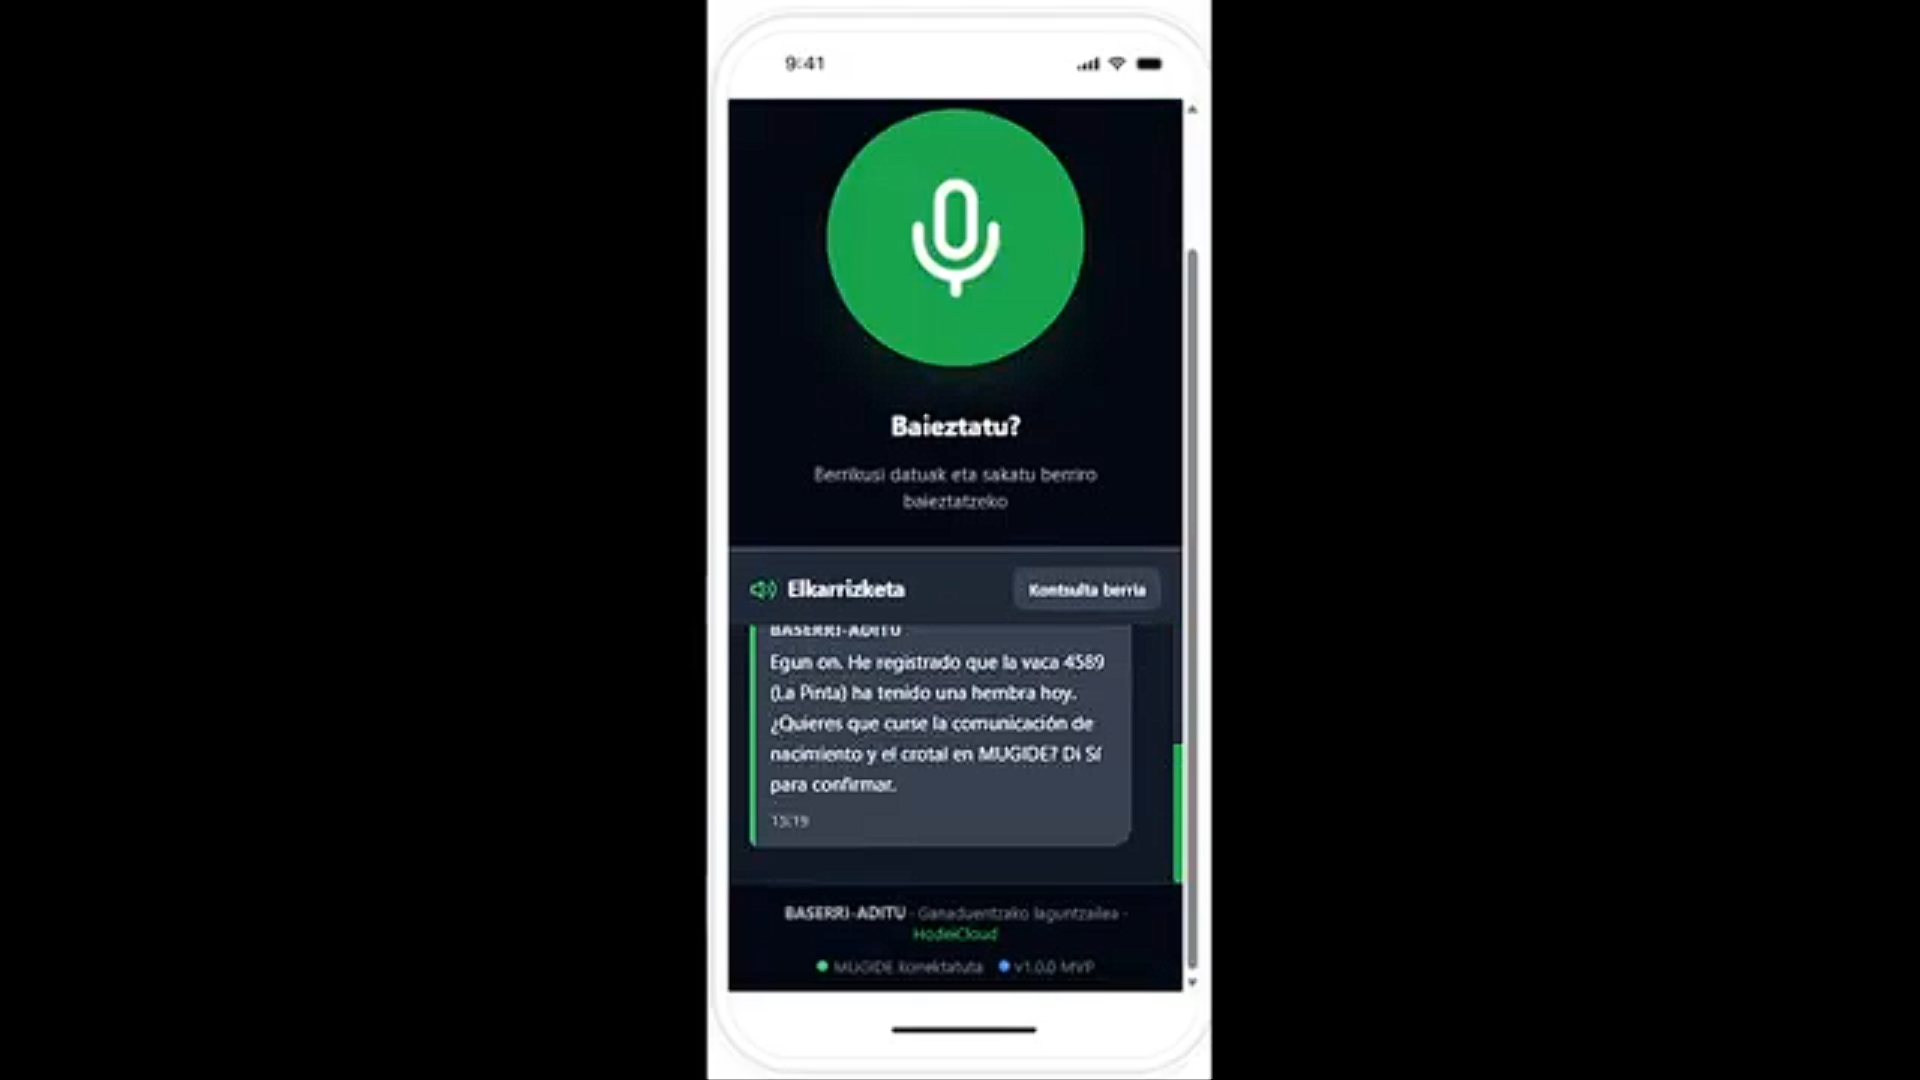 9:41
Baieztatu?
Berrikusi datuak eta sakatu berriro
baieztatzeko
Elkarrizketa
Kontsulta berria
BASERRI-ADITU
Egun on. He registrado que la vaca 4589
(La Pinta) ha tenido una hembra hoy.
¿Quieres que curse la comunicación de
nacimiento y el crotal en MUGIDE? Di Sí
para confirmar.
15:19
BASERRI-ADITU - Ganaduentzako laguntzailea -
HodeiCloud
MUGIDE konektatuta
v1.0.0 MVP